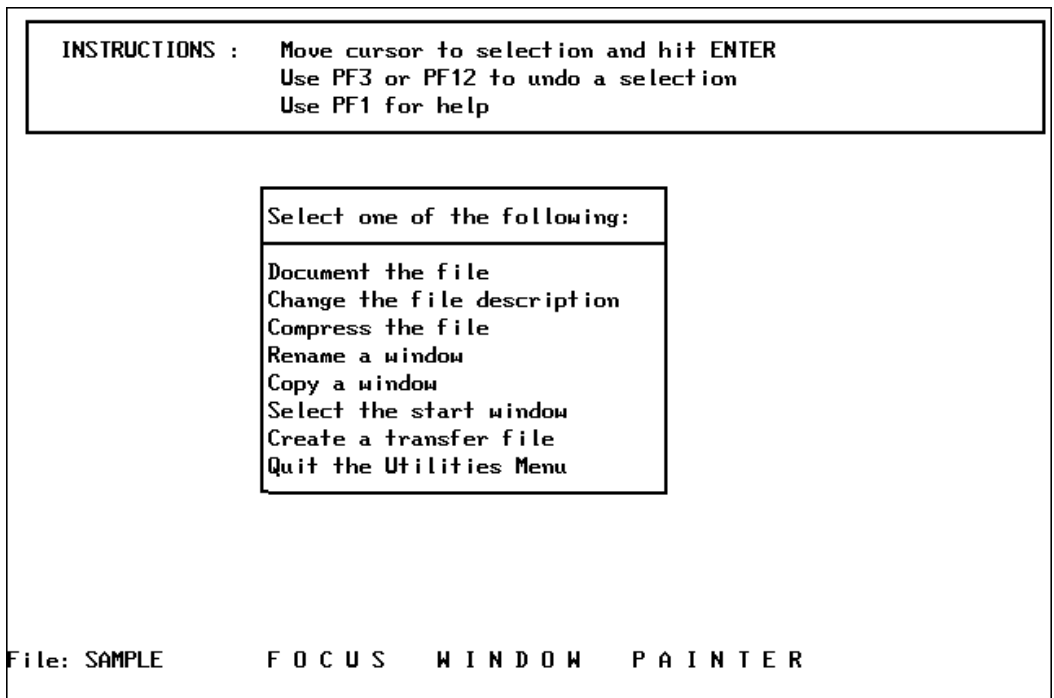 INSTRUCTIONS : Move cursor to selection and hit ENTER
Use PF3 or PF12 to undo a selection
Use PF1 for help
Select one of the following:
Document the file
Change the file description
Compress the file
Rename a window
Copy a window
Select the start window
Create a transfer file
Quit the Utilities Menu
File: SAMPLE F O C U S W I N D O W P A I N T E R